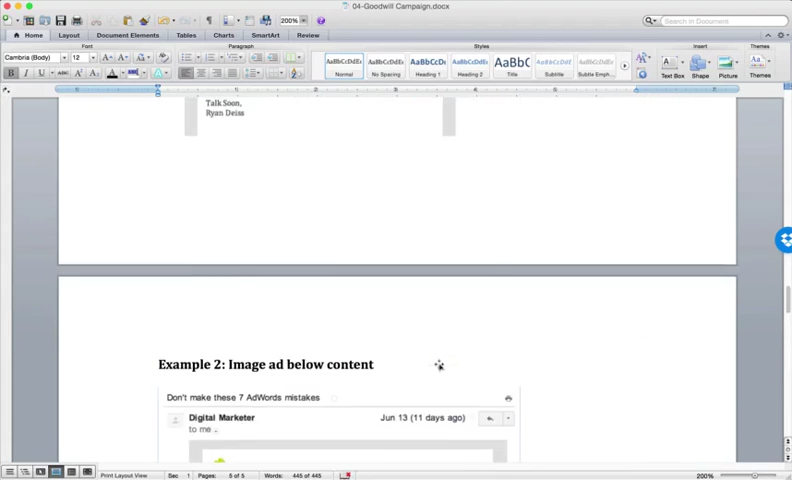 04-Goodwill Campaign.docx
200%
Search in Document
Home
Layout
Document Elements
Tables
Charts
SmartArt
Review
Font
Paragraph
Styles
Insert
Themes
Cambria (Body)
12
AaBbCcDdEe
Normal
No Spacing
Heading 1
Heading 2
Title
Subtitle
Subtle Emph...
Text Box
Shape
Picture
Themes
Talk Soon,
Ryan Deiss
Example 2: Image ad below content
Don't make these 7 AdWords mistakes
Digital Marketer
Jun 13 (11 days ago)
to me
Print Layout View
Sec 1
Pages: 5 of 5
Words: 445 of 445
200%